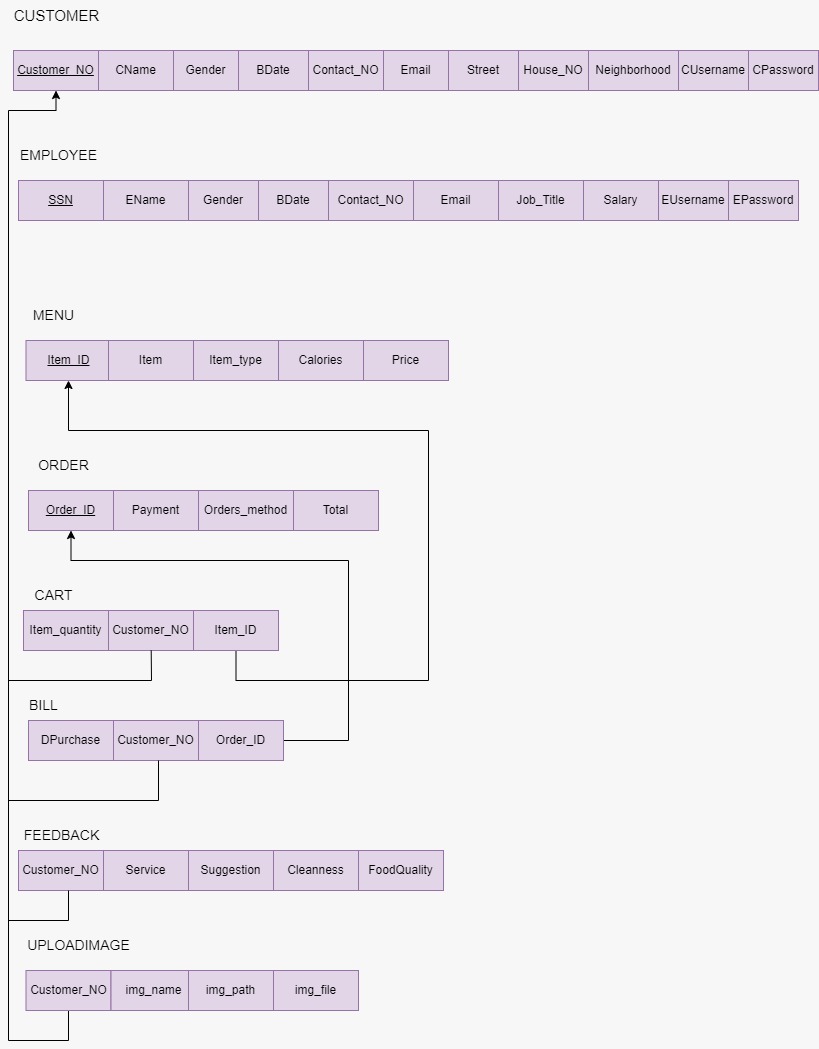 CUSTOMER
Customer_NO CName Gender BDate Contact_NO Email Street House_NO Neighborhood CUsername CPassword
EMPLOYEE
SSN EName Gender BDate Contact_NO Email Job_Title Salary EUsername EPassword
MENU
Item_ID Item Item_type Calories Price
ORDER
Order_ID Payment Orders_method Total
CART
Item_quantity Customer_NO Item_ID
BILL
DPurchase Customer_NO Order_ID
FEEDBACK
Customer_NO Service Suggestion Cleanness FoodQuality
UPLOADIMAGE
Customer_NO img_name img_path img_file